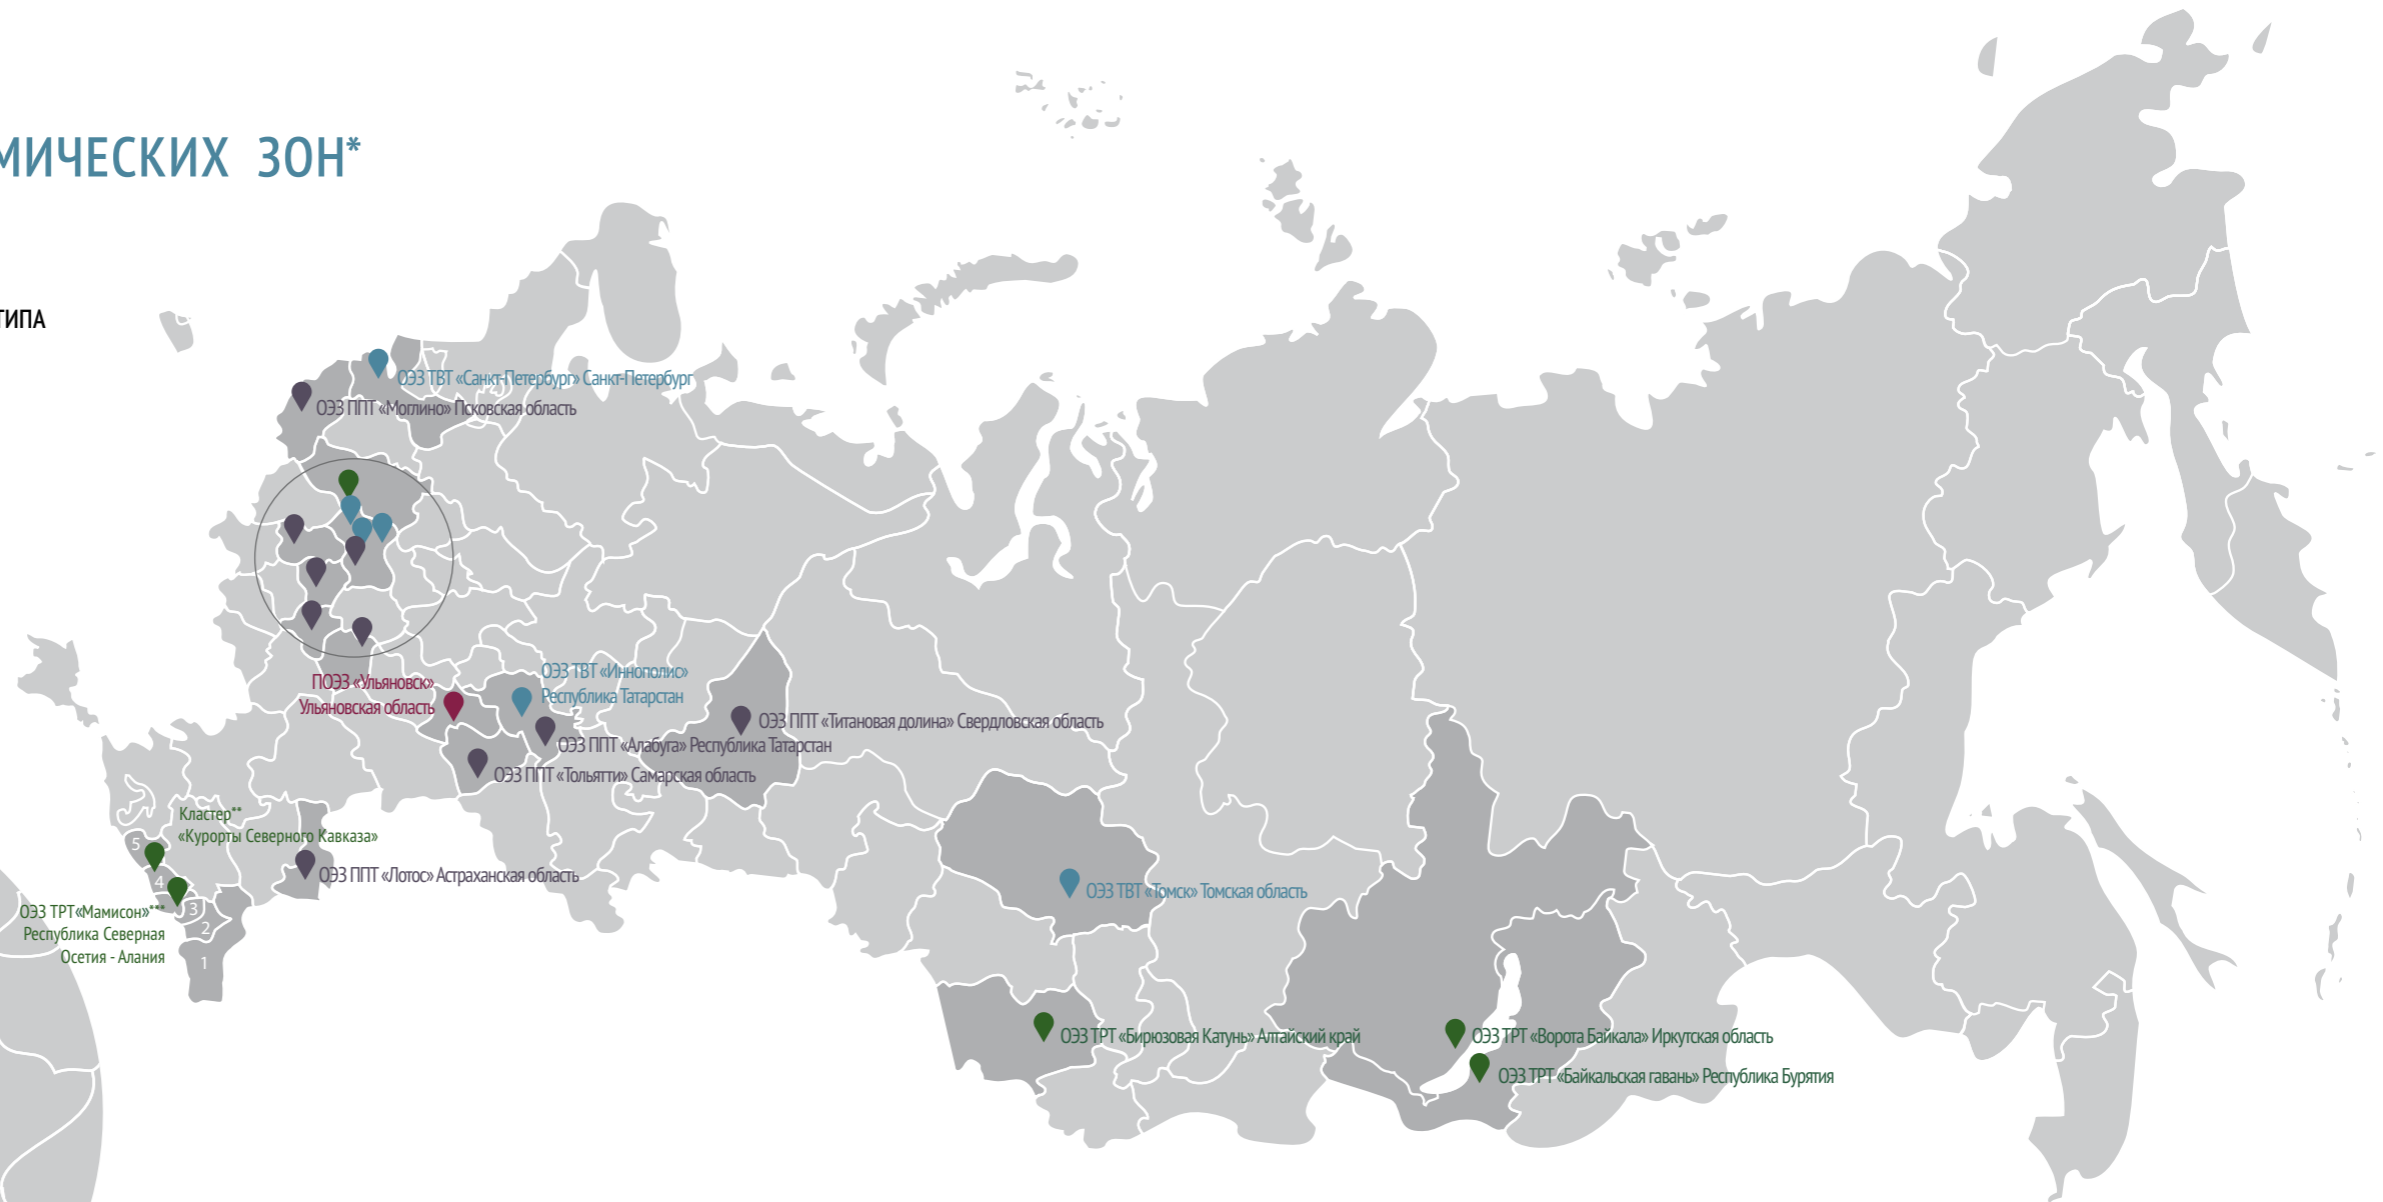 МИЧЕСКИХ ЗОН*
ТИПА
ОЭЗ ТВТ «Санкт-Петербург» Санкт-Петербург
ОЭЗ ППТ «Моглино» Псковская область
ОЭЗ ТВТ «Иннополис»
Республика Татарстан
ПОЭЗ «Ульяновск»
Ульяновская область
ОЭЗ ППТ «Титановая долина» Свердловская область
ОЭЗ ППТ «Алабуга» Республика Татарстан
ОЭЗ ППТ «Тольятти» Самарская область
Кластер**
«Курорты Северного Кавказа»
5
4
3
2
1
ОЭЗ ППТ «Лотос» Астраханская область
ОЭЗ ТРТ«Мамисон»***
Республика Северная
Осетия - Алания
ОЭЗ ТВТ «Томск» Томская область
ОЭЗ ТРТ «Бирюзовая Катунь» Алтайский край
ОЭЗ ТРТ «Ворота Байкала» Иркутская область
ОЭЗ ТРТ «Байкальская гавань» Республика Бурятия